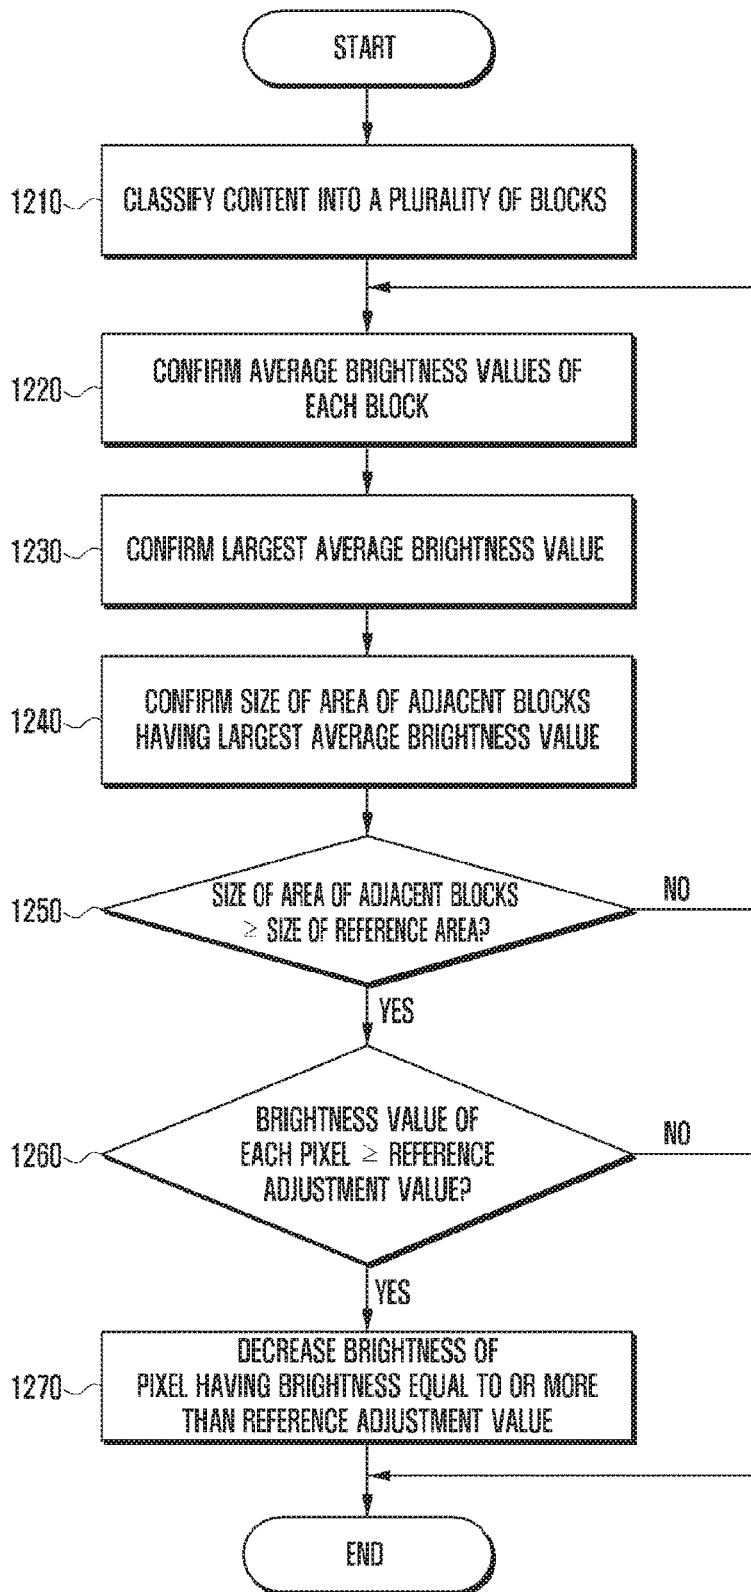 START
1210
CLASSIFY CONTENT INTO A PLURALITY OF BLOCKS
1220
CONFIRM AVERAGE BRIGHTNESS VALUES OF
EACH BLOCK
1230
CONFIRM LARGEST AVERAGE BRIGHTNESS VALUE
1240
CONFIRM SIZE OF AREA OF ADJACENT BLOCKS
HAVING LARGEST AVERAGE BRIGHTNESS VALUE
1250
SIZE OF AREA OF ADJACENT BLOCKS
≥ SIZE OF REFERENCE AREA?
NO
YES
1260
BRIGHTNESS VALUE OF
EACH PIXEL ≥ REFERENCE
ADJUSTMENT VALUE?
NO
YES
1270
DECREASE BRIGHTNESS OF
PIXEL HAVING BRIGHTNESS EQUAL TO OR MORE
THAN REFERENCE ADJUSTMENT VALUE
END